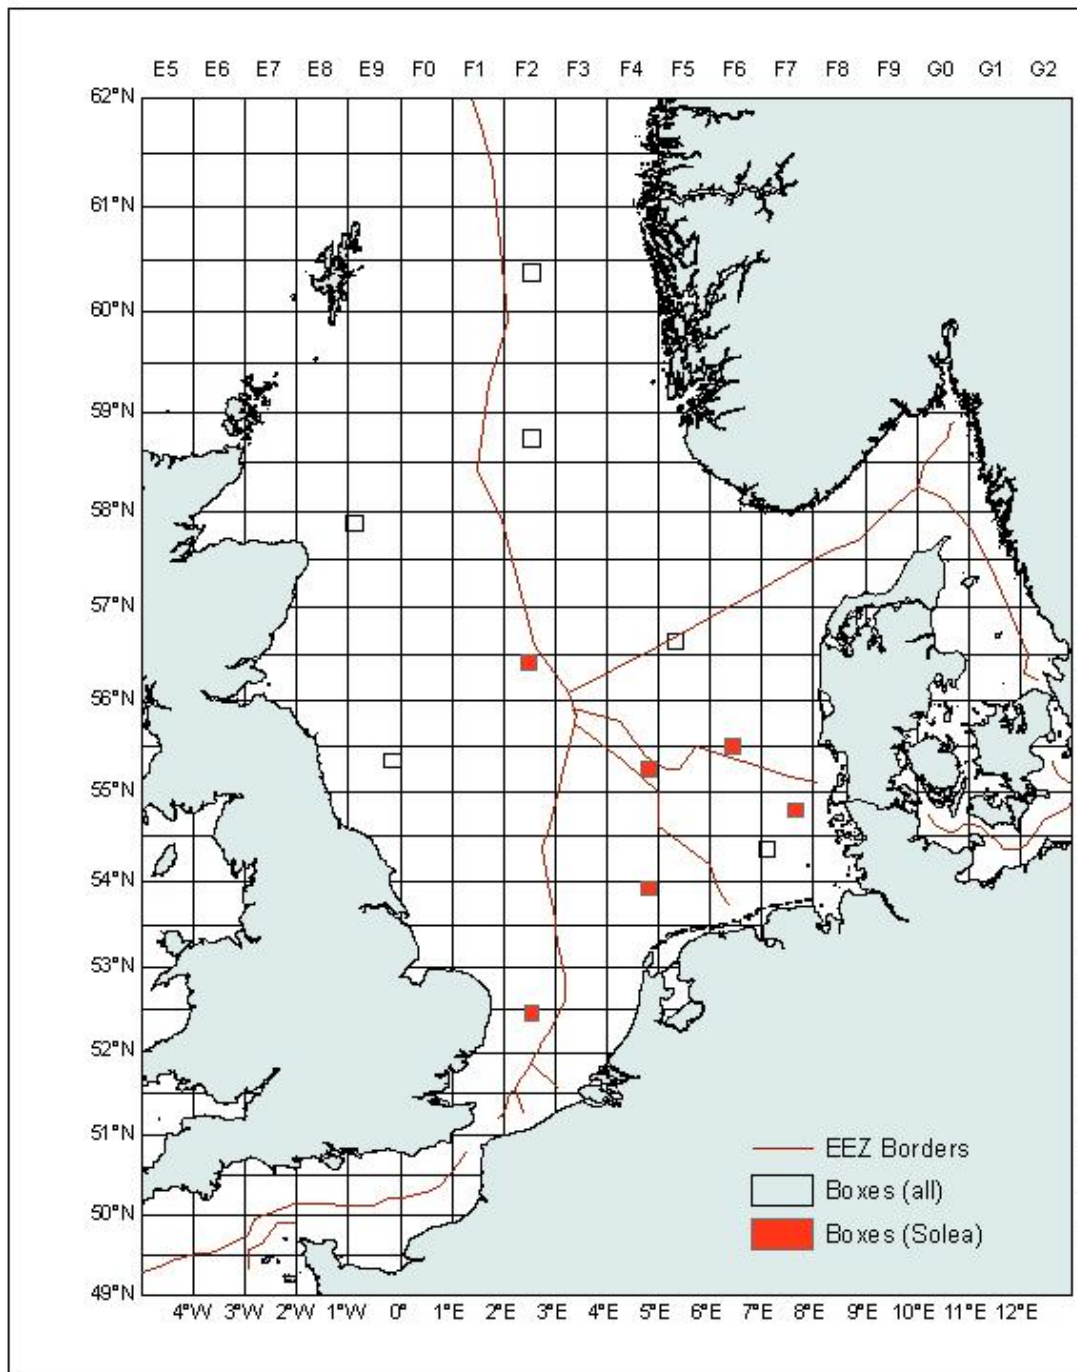 E5 E6 E7 E8 E9 F0 F1 F2 F3 F4 F5 F6 F7 F8 F9 G0 G1 G2
62°N
61°N
60°N
59°N
58°N
57°N
56°N
55°N
54°N
53°N
52°N
51°N
50°N
49°N
EEZ Borders
Boxes (all)
Boxes (Solea)
4°W 3°W 2°W 1°W 0° 1°E 2°E 3°E 4°E 5°E 6°E 7°E 8°E 9°E 10°E 11°E 12°E